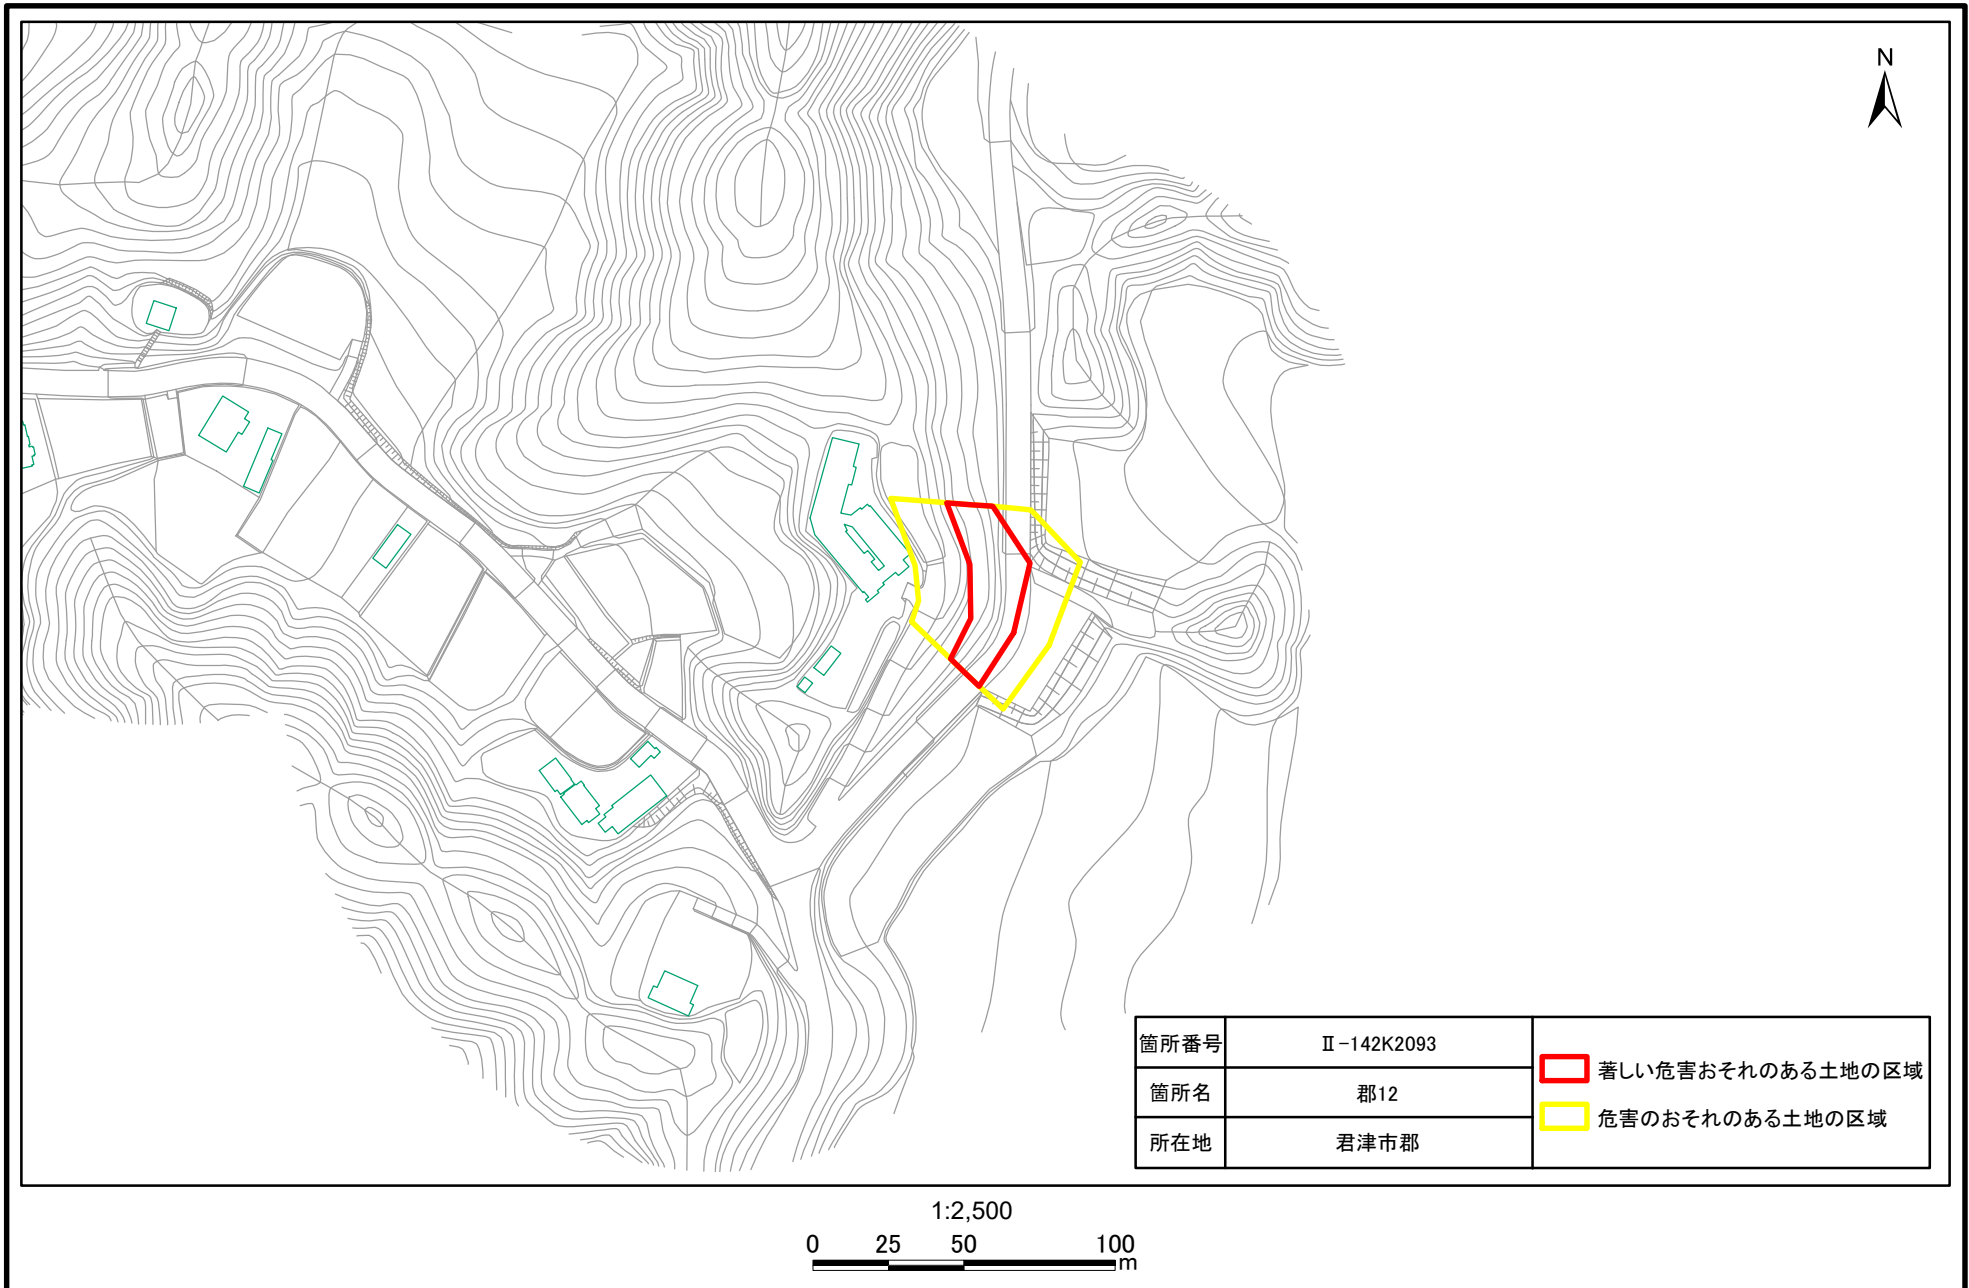 N
箇所番号 Ⅱ-142K2093
箇所名 郡12
所在地 君津市郡
著しい危害おそれのある土地の区域
危害のおそれのある土地の区域
1:2,500
0 25 50 100
m